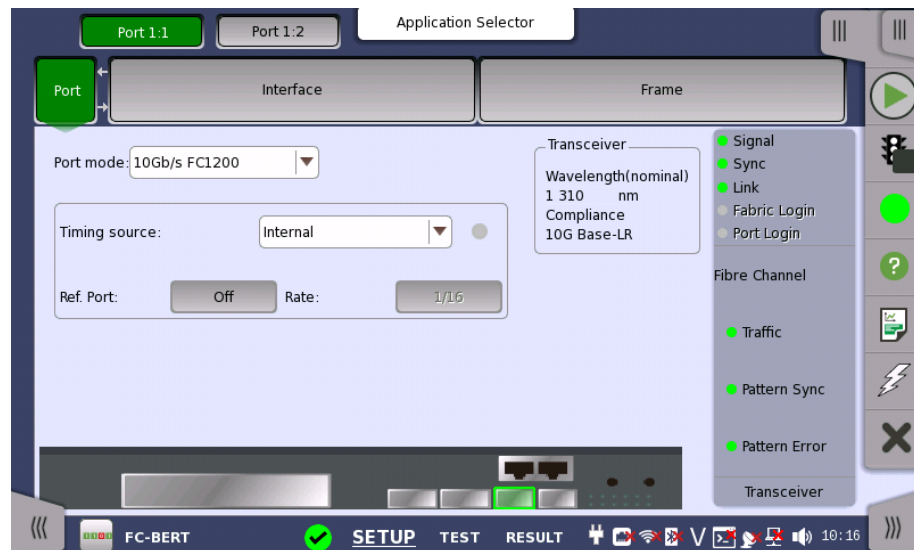 Application Selector
Port 1:1
Port 1:2
Port
Interface
Frame
Port mode:
10Gb/s FC1200
Timing source:
Internal
Ref. Port:
Off
Rate:
1/16
Transceiver
Wavelength(nominal)
1 310 nm
Compliance
10G Base-LR
Signal
Sync
Link
Fabric Login
Port Login
Fibre Channel
Traffic
Pattern Sync
Pattern Error
Transceiver
FC-BERT
SETUP
TEST
RESULT
10:16